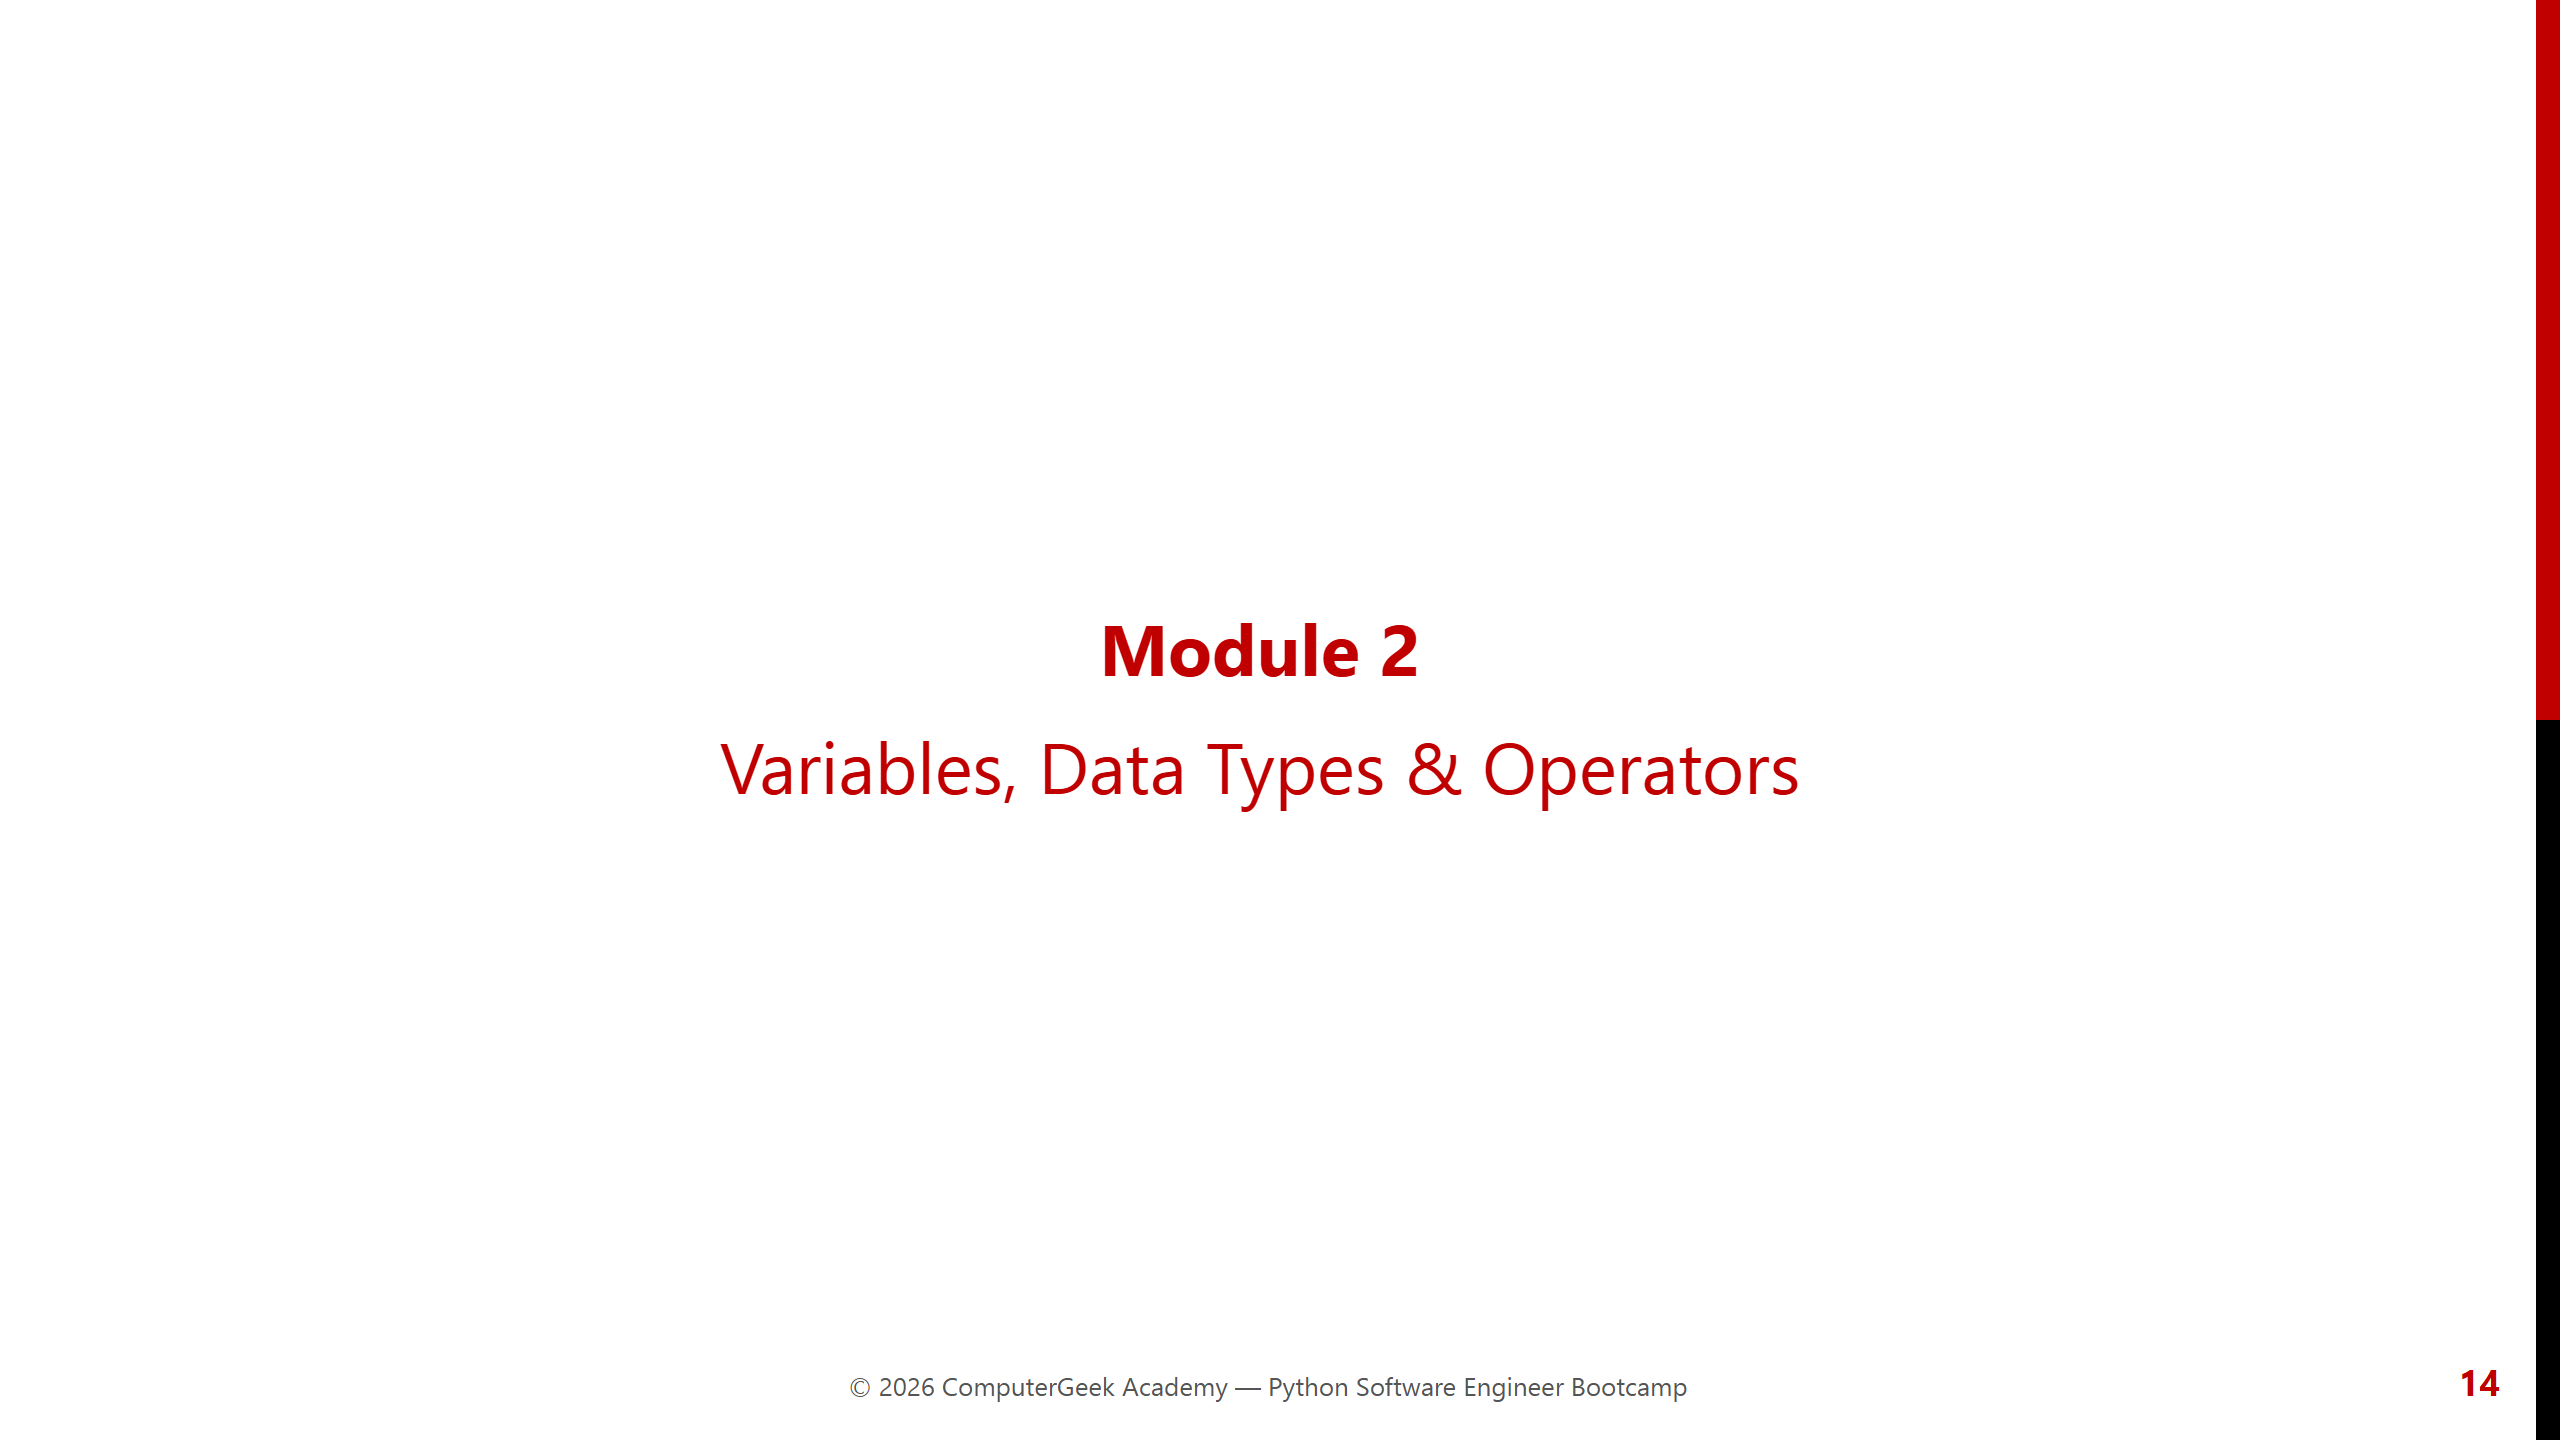 Module 2
Variables, Data Types & Operators
© 2026 ComputerGeek Academy — Python Software Engineer Bootcamp
14